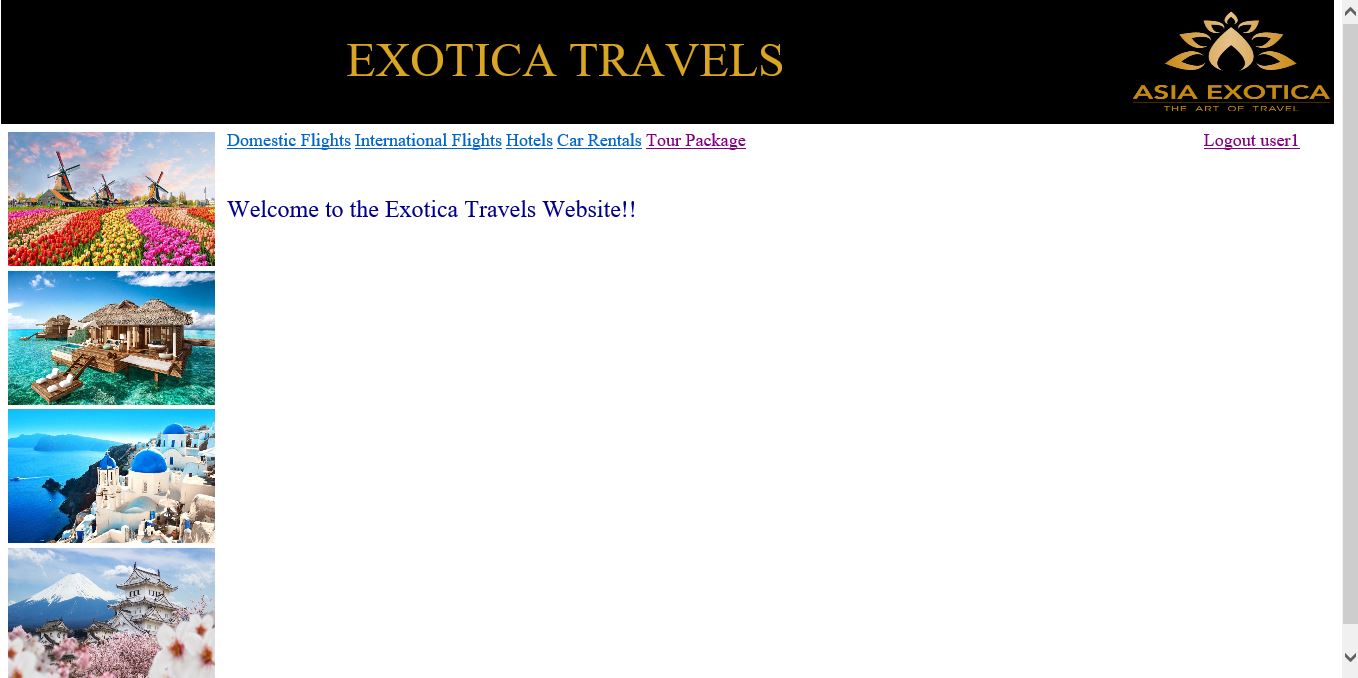 EXOTICA TRAVELS
ASIA EXOTICA
THE ART OF TRAVEL
Domestic Flights International Flights Hotels Car Rentals Tour Package Logout user1
Welcome to the Exotica Travels Website!!